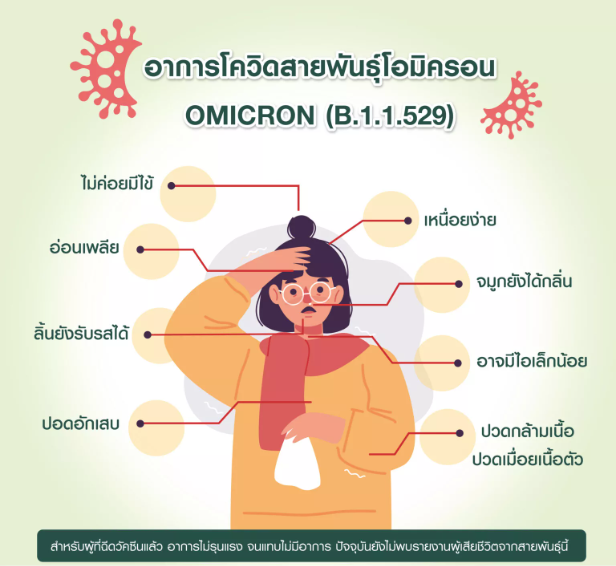 อาการโควิดสายพันธุ์โอมิครอน
OMICRON (B.1.1.529)
ไม่ค่อยมีไข้
เหนื่อยง่าย
อ่อนเพลีย
จมูกยังได้กลิ่น
ลิ้นยังรับรสได้
อาจมีไอเล็กน้อย
ปอดอักเสบ
ปวดกล้ามเนื้อ
ปวดเมื่อยเนื้อตัว
สำหรับผู้ที่ฉีดวัคซีนแล้ว อาการไม่รุนแรง จนแทบไม่มีอาการ ปัจจุบันยังไม่พบรายงานผู้เสียชีวิตจากสายพันธุ์นี้